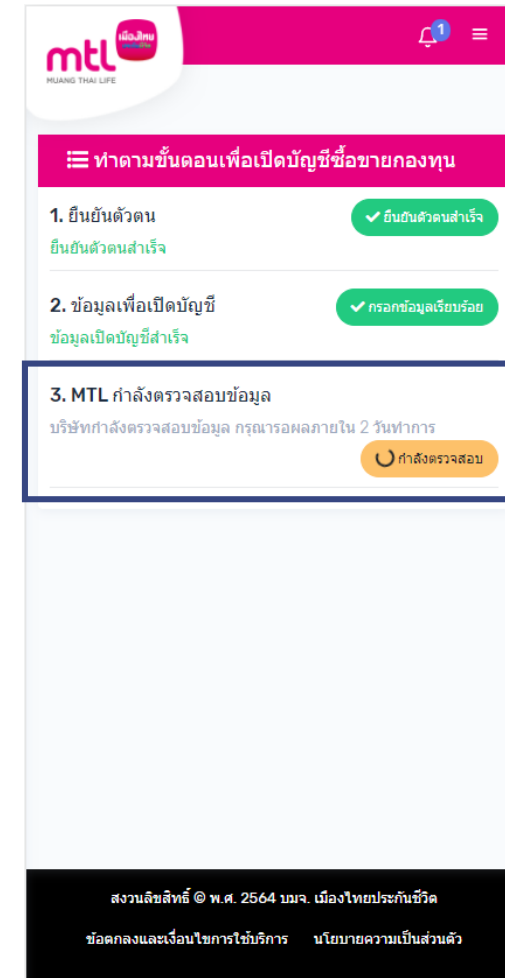 เมืองไทย
mtl
MUANG THAI LIFE
1
ทำตามขั้นตอนเพื่อเปิดบัญชีซื้อขายกองทุน
1. ยืนยันตัวตน
ยืนยันตัวตนสำเร็จ
ยืนยันตัวตนสำเร็จ
2. ข้อมูลเพื่อเปิดบัญชี
กรอกข้อมูลเรียบร้อย
ข้อมูลเปิดบัญชีสำเร็จ
3. MTL กำลังตรวจสอบข้อมูล
บริษัทกำลังตรวจสอบข้อมูล กรุณารอผลภายใน 2 วันทำการ
กำลังตรวจสอบ
สงวนลิขสิทธิ์ © พ.ศ. 2564 บมจ. เมืองไทยประกันชีวิต
ข้อตกลงและเงื่อนไขการใช้บริการ นโยบายความเป็นส่วนตัว